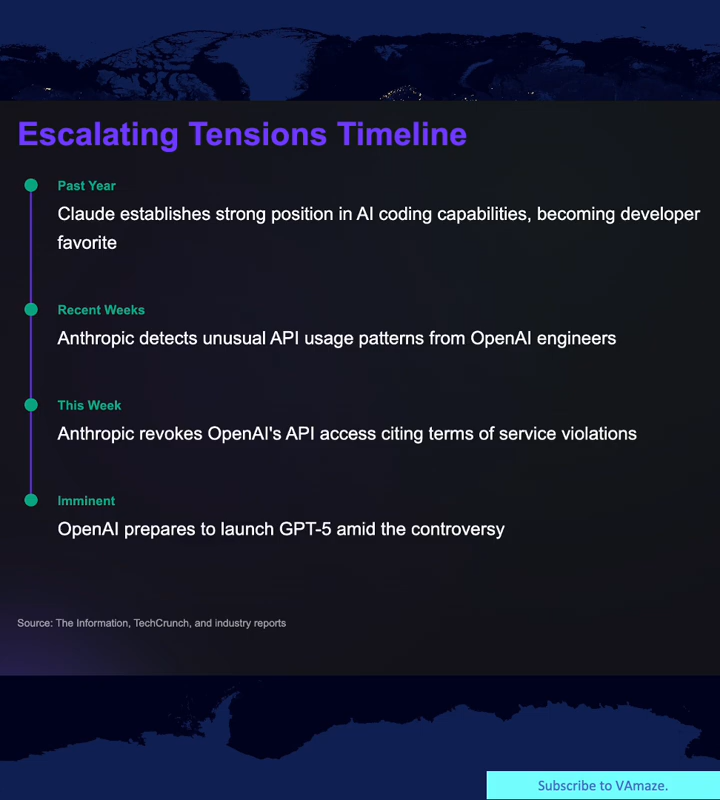 Escalating Tensions Timeline
Past Year
Claude establishes strong position in AI coding capabilities, becoming developer
favorite
Recent Weeks
Anthropic detects unusual API usage patterns from OpenAI engineers
This Week
Anthropic revokes OpenAI's API access citing terms of service violations
Imminent
OpenAI prepares to launch GPT-5 amid the controversy
Source: The Information, TechCrunch, and industry reports
Subscribe to VAmaze.